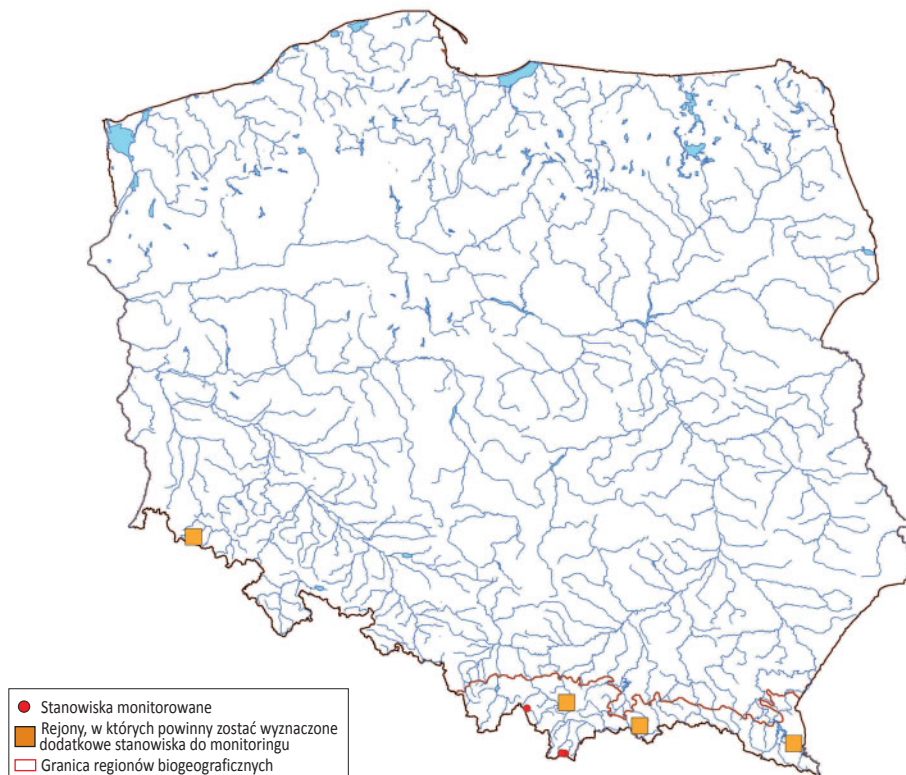 Stanowiska monitorowane
Rejony, w których powinny zostać wyznaczone
dodatkowe stanowiska do monitoringu
Granica regionów biogeograficznych